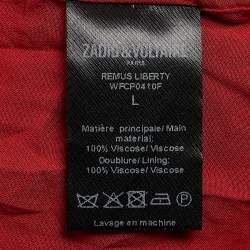 ZADIG&VOLTAIRE
PARIS
REMUS LIBERTY
WRCP0410F
L
Matière principale/Main
material:
100% Viscose/ Viscose
Doublure/ Lining:
100% Viscose/ Viscose
Lavage en machine